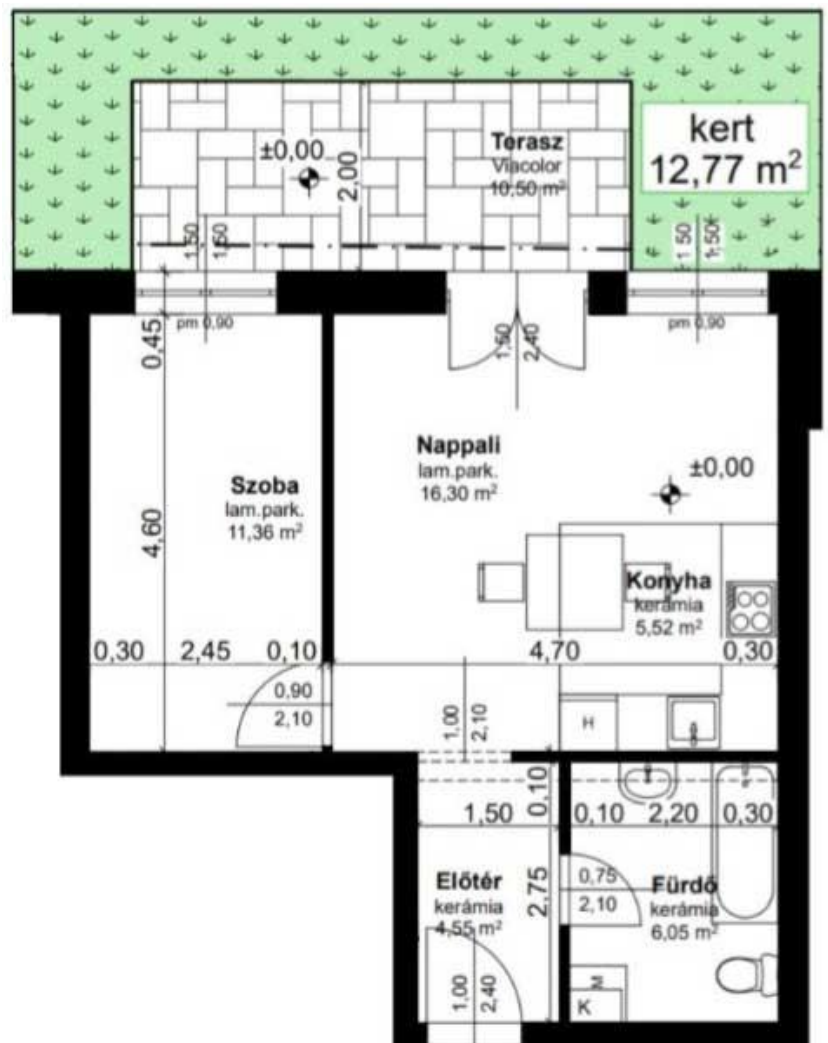 kert
12,77 m²
Terasz
Viacolor
10,50 m²
±0,00
2,00
1,50
1,50
1,50
1,50
pm 0,90
pm 0,90
0,45
1,50
2,40
Nappali
lam.park.
16,30 m²
±0,00
Szoba
lam.park.
11,36 m²
4,60
Konyha
kerámia
5,52 m²
0,30
2,45
0,10
4,70
0,30
0,90
2,10
1,00
2,10
H
0,10
1,50
0,10
2,20
0,30
Előtér
kerámia
4,55 m²
2,75
0,75
2,10
Fürdő
kerámia
6,05 m²
1,00
2,40
M
K